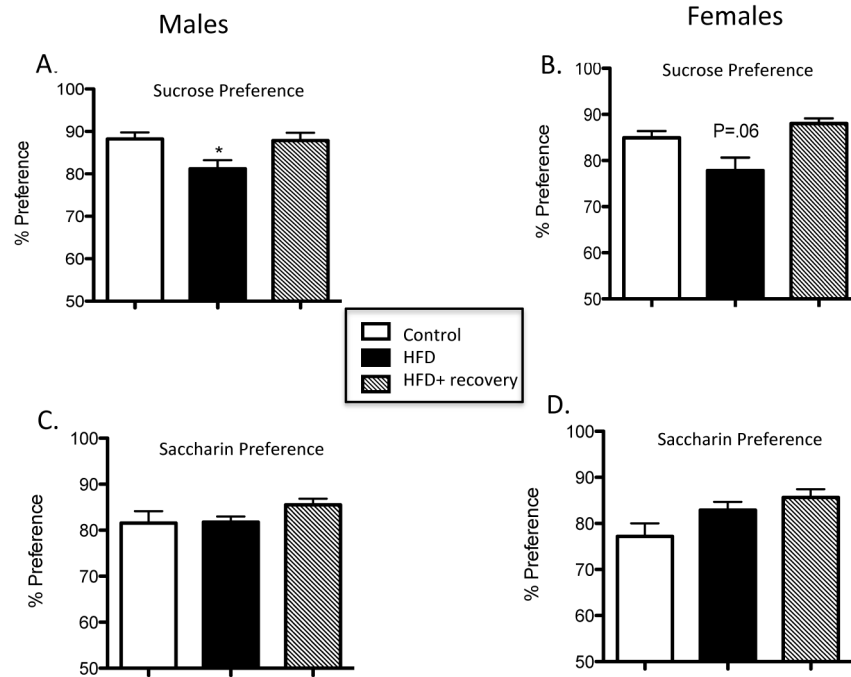 Males
Females
A.
Sucrose Preference
100
90
80
70
60
50
% Preference
*
B.
Sucrose Preference
100
90
80
70
60
50
% Preference
P=.06
Control
HFD
HFD+ recovery
C.
Saccharin Preference
100
90
80
70
60
50
% Preference
D.
Saccharin Preference
100
90
80
70
60
50
% Preference